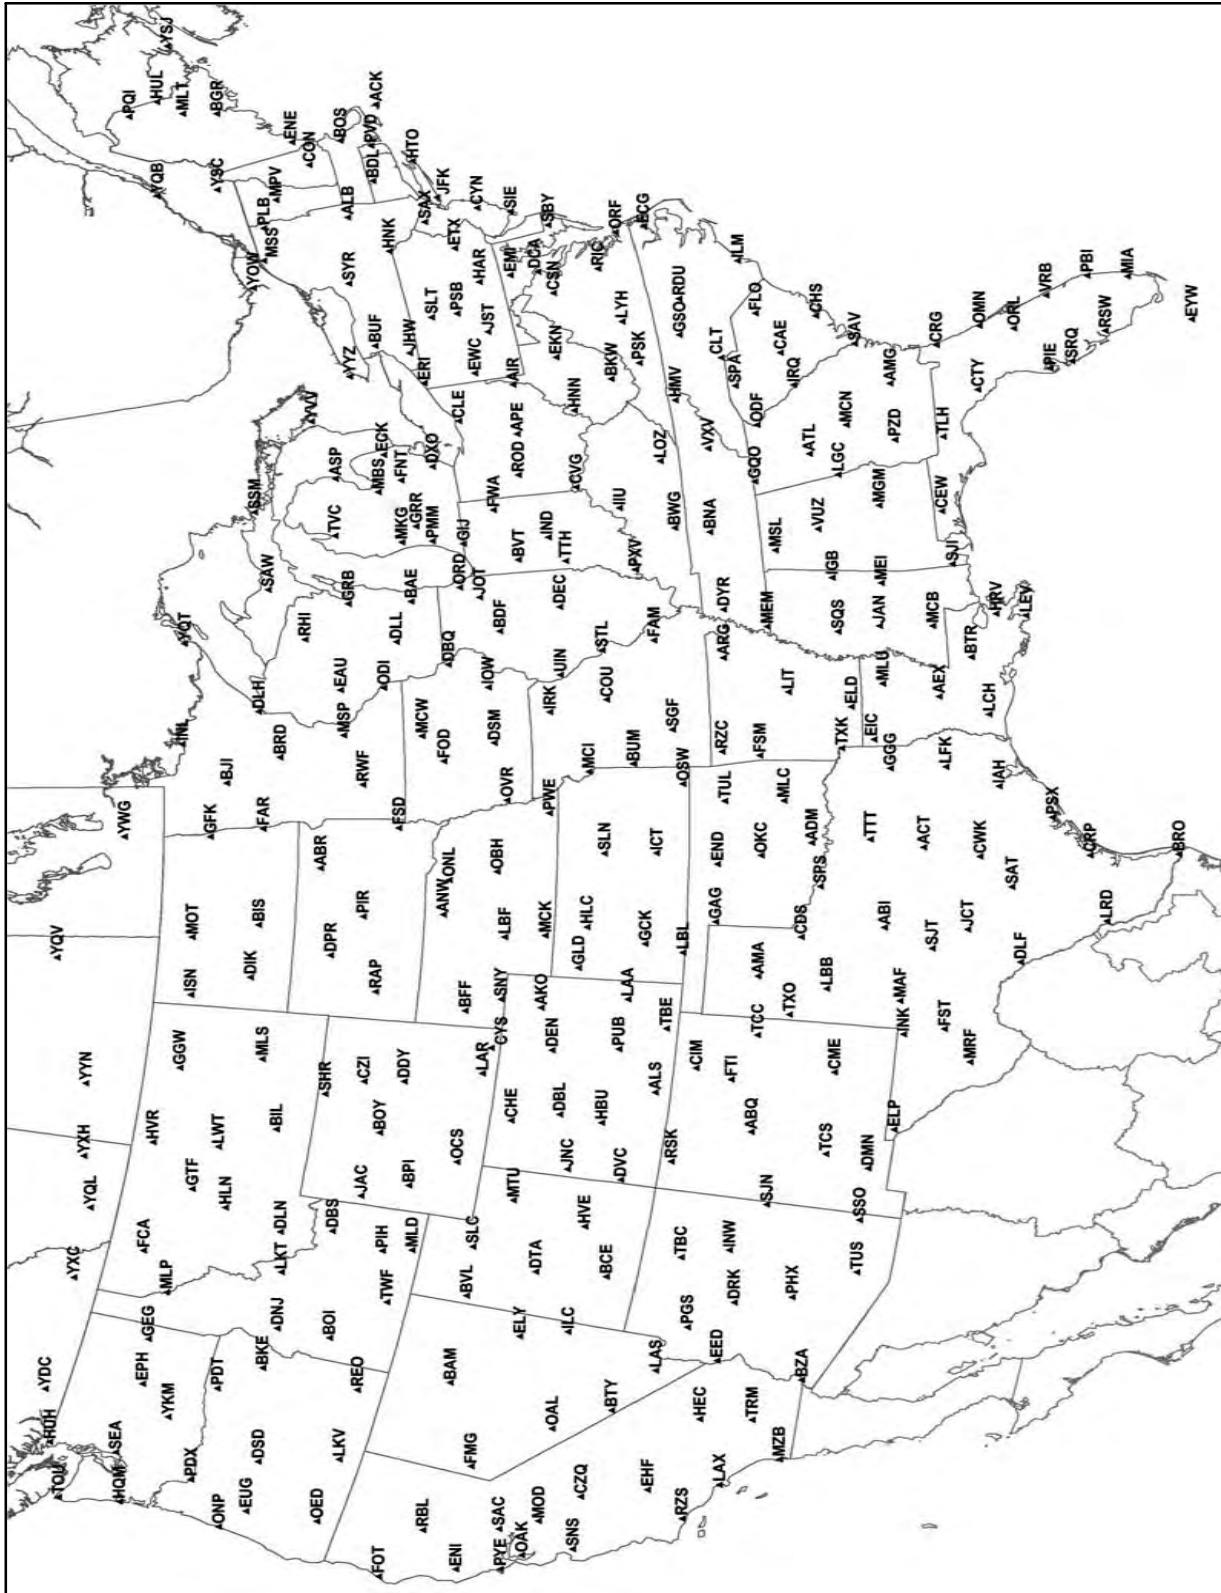 YDC
HUH
TOU
YXC
YQL
YXH
YYN
YQV
YWG
HQM
SEA
EPH
GEG
MLP
FCA
HVR
GGW
ISN
MOT
GFK
INL
YQT
YKM
PDX
PDT
GTF
LWT
HLN
MLS
DIK
BIS
FAR
BJI
BRD
DLH
ONP
EUG
DSD
BKE
DNJ
LKT
DLN
BIL
OED
LKV
REO
BOI
DBS
SHR
DPR
ABR
PIR
RAP
MSP
EAU
RHI
SAW
SSM
FOT
RBL
TWF
PIH
MLD
JAC
BPI
BOY
CZI
DDY
FSD
RWF
ODI
DLL
GRB
BAE
TVC
ASP
YVV
ENI
PYE
SAC
OAK
MOD
FMG
BAM
BVL
SLC
OCS
LAR
CYS
BFF
SNY
ANW
ONL
LBF
OBH
FOD
MCW
DBQ
MKG
GRR
PMM
MBS
FNT
ECK
DXO
SNS
CZQ
OAL
ELY
ILC
DTA
MTU
CHE
DEN
AKO
MCK
PWE
OVR
DSM
IOW
IRK
UIN
BDF
JOT
ORD
GIJ
FWA
BVT
IND
TTH
DEC
ROD
APE
CLE
BTY
BCE
HVE
JNC
DBL
HBU
PUB
LAA
GLD
HLC
SLN
MCI
COU
STL
CVG
HNN
RZS
EHF
LAS
PGS
TBC
DVC
RSK
ALS
TBE
LBL
GCK
ICT
BUM
OSW
SGF
FAM
PXV
IIU
LOZ
BWG
LAX
HEC
EED
DRK
INW
CIM
FTI
GAG
END
TUL
RZC
ARG
DYR
BNA
VXV
HMV
MZB
TRM
BZA
PHX
SJN
ABQ
TCC
AMA
TXO
CDS
OKC
MLC
FSM
LIT
MEM
MSL
GQO
ODF
TUS
SSO
DMN
TCS
CME
LBB
SPS
ADM
TXK
ELD
EIC
MLU
SQS
IGB
VUZ
ATL
LGC
MCN
ELP
INK
MAF
ABI
TTT
GGG
JAN
MEI
MGM
PZD
AMG
MRF
FST
SJT
JCT
ACT
LFK
AEX
MCB
CEW
TLH
CRG
DLF
SAT
CWK
IAH
LCH
BTR
HRV
LEV
SJI
CTY
OMN
ORL
LRD
CRP
PSX
BRO
PIE
SRQ
RSW
VRB
PBI
MIA
EYW
YQB
PQI
HUL
MLT
YSJ
BGR
YSC
YOW
MSS
PLB
MPV
ENE
CON
BOS
YYZ
BUF
SYR
ALB
BDL
PVD
ACK
ERI
JHW
HNK
SAX
HTO
JFK
EWC
JST
SLT
PSB
HAR
ETX
CYN
SIE
AIR
EKN
EMI
DCA
CSN
SBY
BKW
PSK
LYH
RIC
ORF
ECG
GSO
RDU
CLT
SPA
IRQ
CAE
FLO
ILM
CHS
SAV